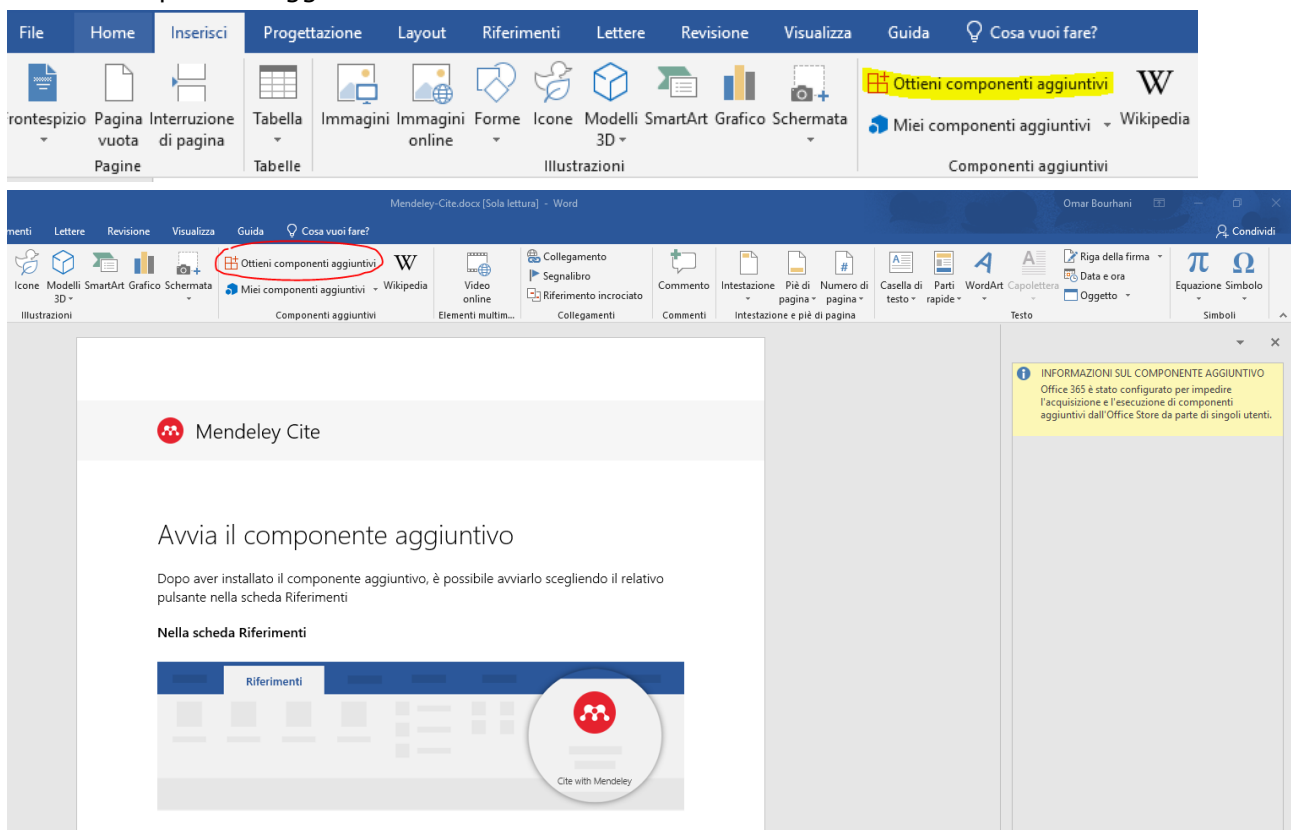 File Home Inserisci Progettazione Layout Riferimenti Lettere Revisione Visualizza Guida Cosa vuoi fare?
rontespizio Pagina vuota Interruzione di pagina Tabella Immagini Immagini online Forme Icone Modelli 3D SmartArt Grafico Schermata
Ottieni componenti aggiuntivi
Miei componenti aggiuntivi
W Wikipedia
Pagine Tabelle Illustrazioni Componenti aggiuntivi
Mendeley-Cite.docx [Sola lettura] - Word Omar Bourhani
menti Lettere Revisione Visualizza Guida Cosa vuoi fare? Condividi
Icone Modelli 3D SmartArt Grafico Schermata
Ottieni componenti aggiuntivi
Miei componenti aggiuntivi
W Wikipedia
Video online
Collegamento
Segnalibro
Riferimento incrociato
Commento
Intestazione Piè di pagina Numero di pagina
Casella di testo Parti rapide WordArt Capolettera
Riga della firma
Data e ora
Oggetto
π Equazione Ω Simbolo
Illustrazioni Componenti aggiuntivi Elementi multim... Collegamenti Commenti Intestazione e piè di pagina Testo Simboli
INFORMAZIONI SUL COMPONENTE AGGIUNTIVO
Office 365 è stato configurato per impedire
l'acquisizione e l'esecuzione di componenti
aggiuntivi dall'Office Store da parte di singoli utenti.
Mendeley Cite
Avvia il componente aggiuntivo
Dopo aver installato il componente aggiuntivo, è possibile avviarlo scegliendo il relativo
pulsante nella scheda Riferimenti
Nella scheda Riferimenti
Riferimenti
Cite with Mendeley